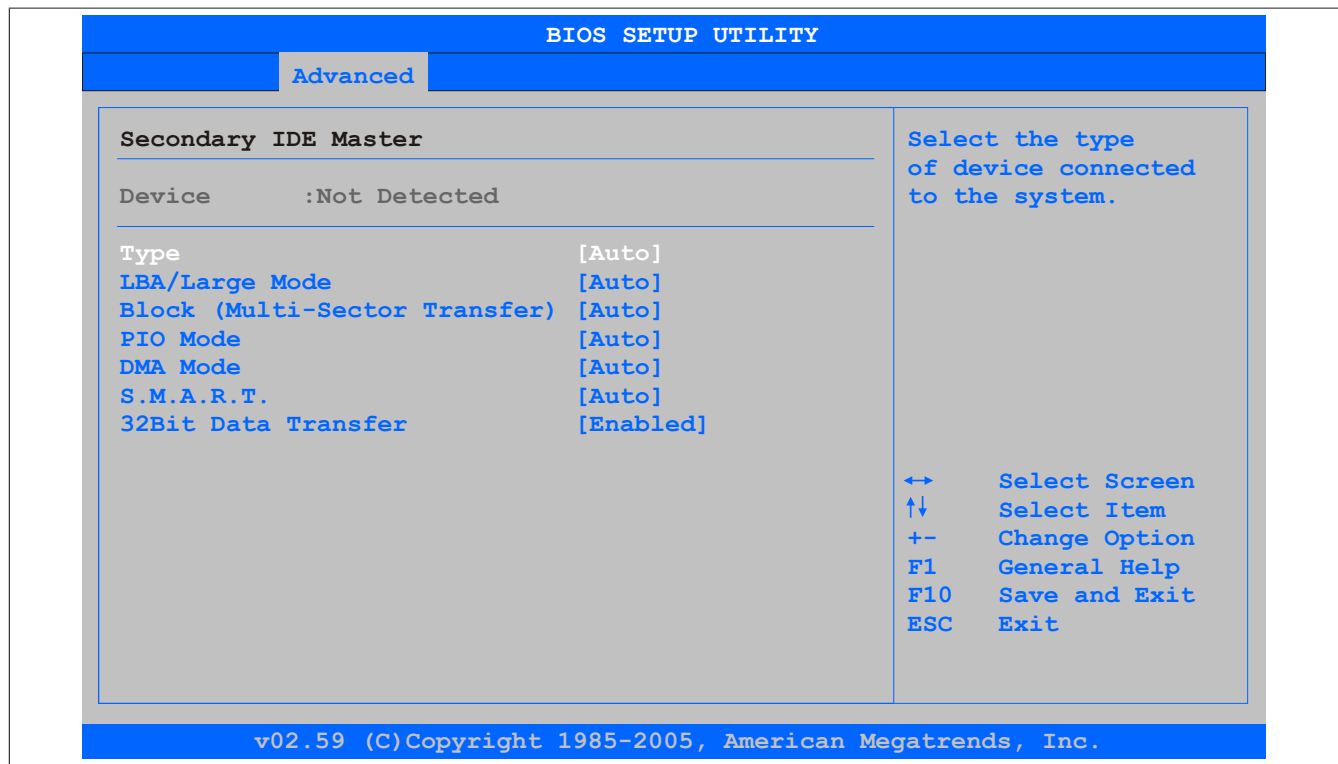 BIOS SETUP UTILITY
Advanced
Secondary IDE Master
Device :Not Detected
Type [Auto]
LBA/Large Mode [Auto]
Block (Multi-Sector Transfer) [Auto]
PIO Mode [Auto]
DMA Mode [Auto]
S.M.A.R.T. [Auto]
32Bit Data Transfer [Enabled]
Select the type
of device connected
to the system.
↔ Select Screen
↑↓ Select Item
+- Change Option
F1 General Help
F10 Save and Exit
ESC Exit
v02.59 (C)Copyright 1985-2005, American Megatrends, Inc.